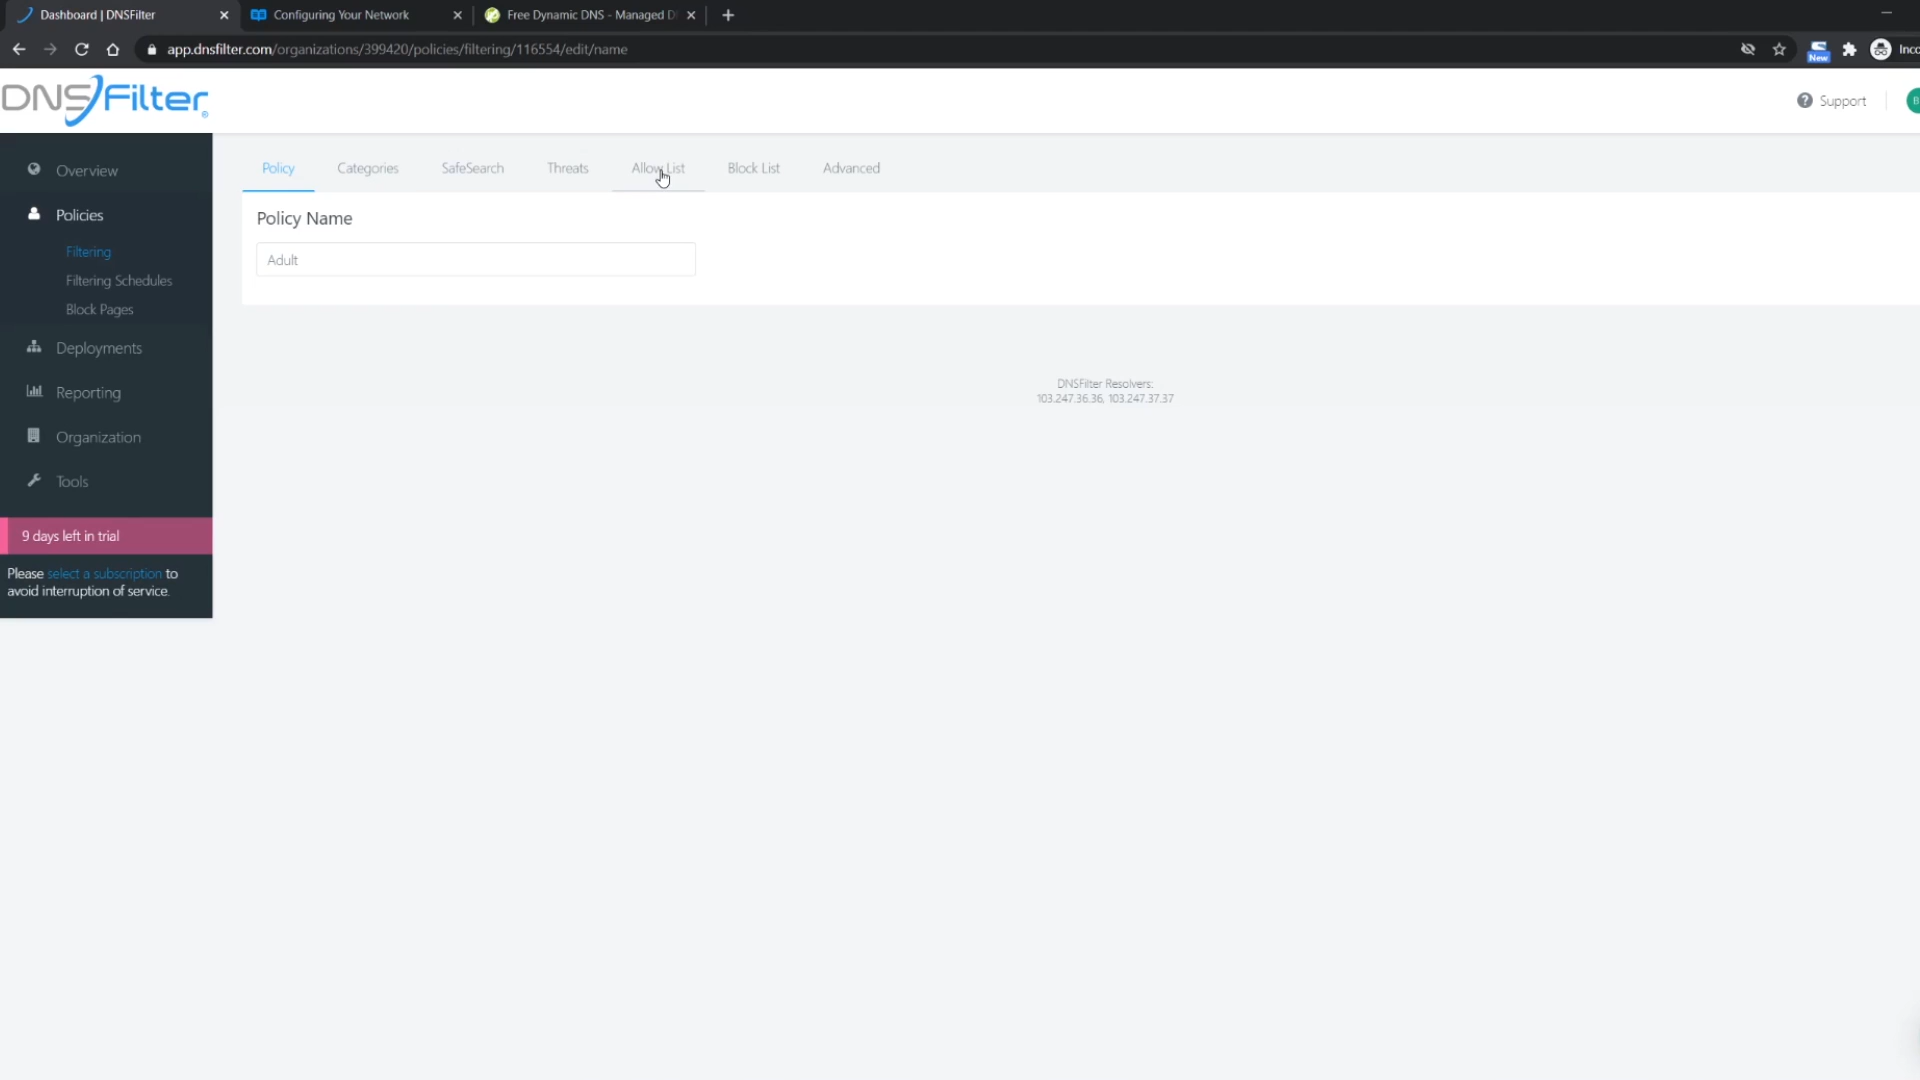 Dashboard | DNSFilter
Configuring Your Network
Free Dynamic DNS - Managed D
app.dnsfilter.com/organizations/399420/policies/filtering/116554/edit/name
New
Inco
DNSFilter
Support
B
Overview
Policies
Filtering
Filtering Schedules
Block Pages
Deployments
Reporting
Organization
Tools
9 days left in trial
Please select a subscription to
avoid interruption of service.
Policy
Categories
SafeSearch
Threats
Allow List
Block List
Advanced
Policy Name
Adult
DNSFilter Resolvers:
103.247.36.36, 103.247.37.37